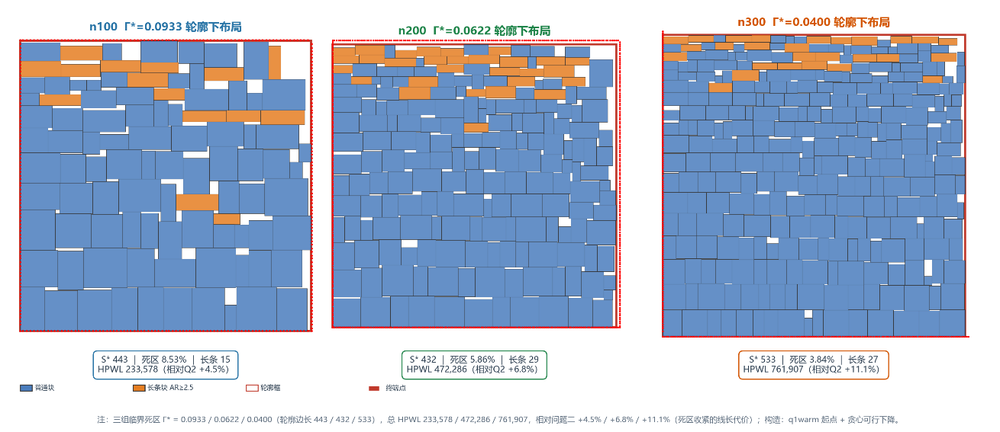 n100 Γ*=0.0933 轮廓下布局
n200 Γ*=0.0622 轮廓下布局
n300 Γ*=0.0400 轮廓下布局
S* 443 | 死区 8.53% | 长条 15
HPWL 233,578（相对Q2 +4.5%）
S* 432 | 死区 5.86% | 长条 29
HPWL 472,286（相对Q2 +6.8%）
S* 533 | 死区 3.84% | 长条 27
HPWL 761,907（相对Q2 +11.1%）
普通块
长条块 AR≥2.5
轮廓框
终端点
注：三组临界死区 Γ* = 0.0933 / 0.0622 / 0.0400（轮廓边长 443 / 432 / 533），总 HPWL 233,578 / 472,286 / 761,907，相对问题二 +4.5% / +6.8% / +11.1%（死区收紧的线长代价）；构造：q1warm 起点 + 贪心可行下降。